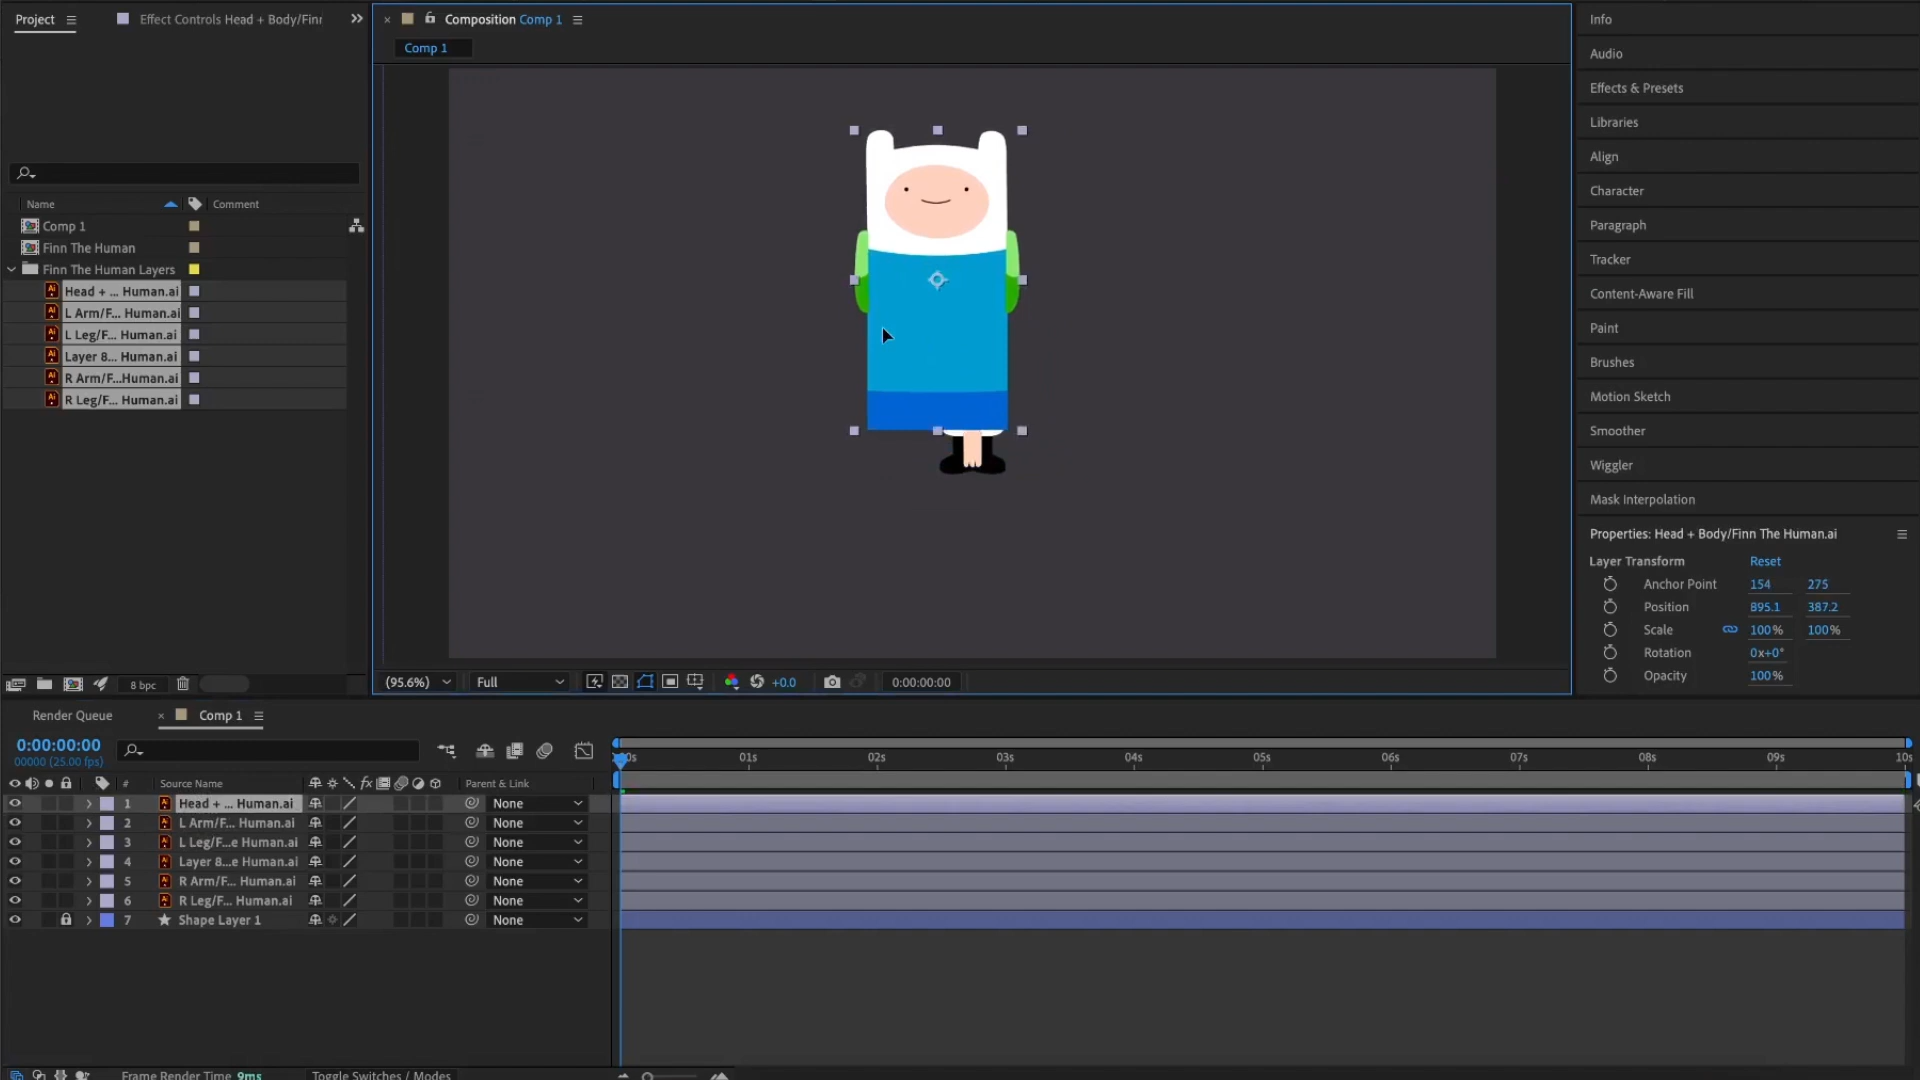 Project
Effect Controls Head + Body/Finn
Composition Comp 1
Comp 1
Name
Comment
Comp 1
Finn The Human
Finn The Human Layers
Head + ... Human.ai
L Arm/F... Human.ai
L Leg/F... Human.ai
Layer 8... Human.ai
R Arm/F...Human.ai
R Leg/F... Human.ai
8 bpc
(95.6%)
Full
+0.0
0:00:00:00
Info
Audio
Effects & Presets
Libraries
Align
Character
Paragraph
Tracker
Content-Aware Fill
Paint
Brushes
Motion Sketch
Smoother
Wiggler
Mask Interpolation
Properties: Head + Body/Finn The Human.ai
Layer Transform Reset
Anchor Point 154 275
Position 895.1 387.2
Scale 100% 100%
Rotation 0x+0°
Opacity 100%
Render Queue
Comp 1
0:00:00:00
00000 (25.00 fps)
# Source Name fx Parent & Link
0s 01s 02s 03s 04s 05s 06s 07s 08s 09s 10s
1 Head + ... Human.ai None
2 L Arm/F... Human.ai None
3 L Leg/F...e Human.ai None
4 Layer 8...e Human.ai None
5 R Arm/F... Human.ai None
6 R Leg/F... Human.ai None
7 Shape Layer 1 None
Frame Render Time 9ms
Toggle Switches / Modes